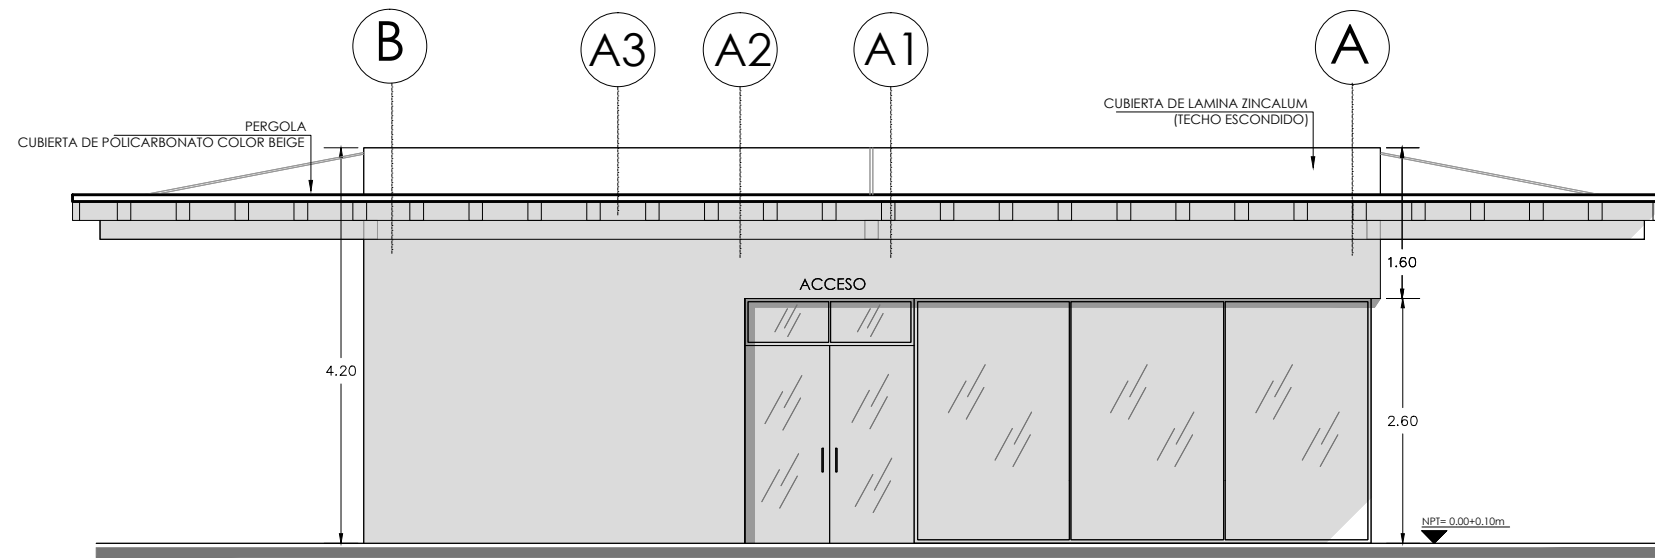 B
A3
A2
A1
A
PERGOLA
CUBIERTA DE POLICARBONATO COLOR BEIGE
CUBIERTA DE LAMINA ZINCALUM
(TECHO ESCONDIDO)
1.60
ACCESO
4.20
2.60
NPT= 0.00+0.10m